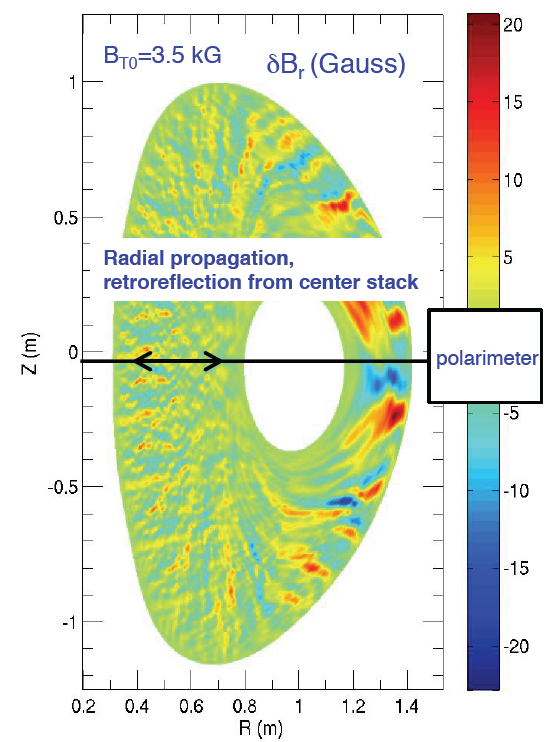 B_T0=3.5 kG
δB_r (Gauss)
Radial propagation,
retroreflection from center stack
polarimeter
Z (m)
1
0.5
0
-0.5
-1
0.2 0.4 0.6 0.8 1 1.2 1.4
R (m)
20
15
10
5
-5
-10
-15
-20